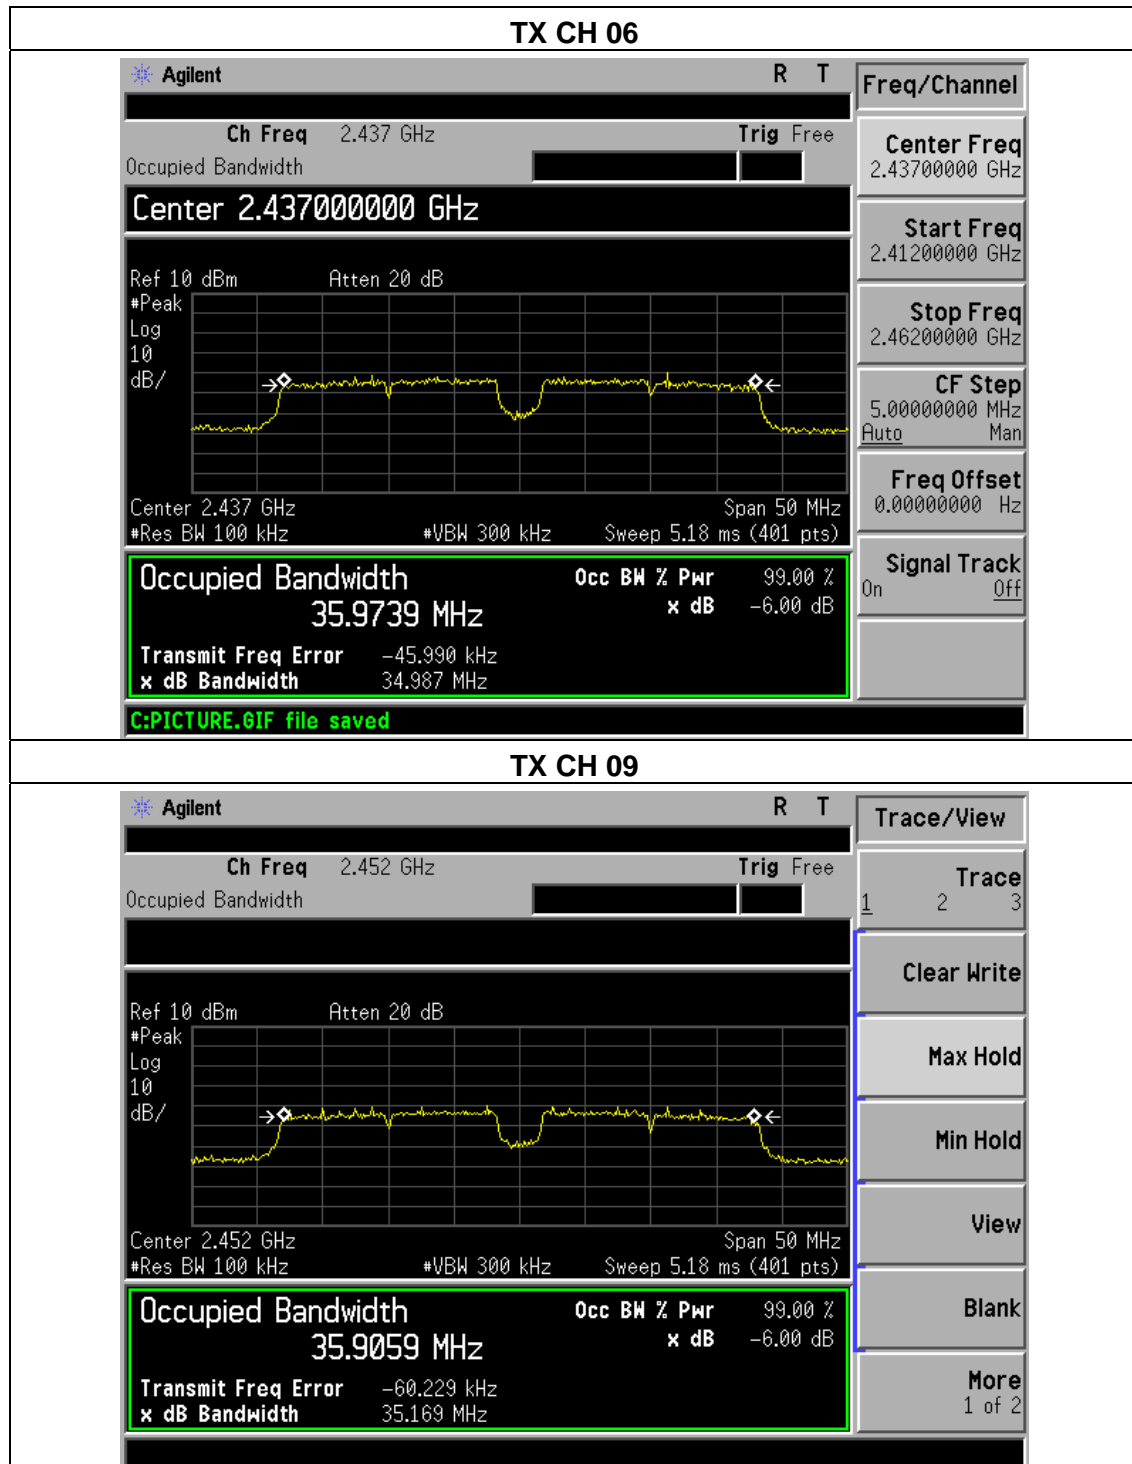 TX CH 06
Agilent R T
Freq/Channel
Ch Freq 2.437 GHz Trig Free
Occupied Bandwidth
Center Freq
2.43700000 GHz
Center 2.437000000 GHz
Start Freq
2.41200000 GHz
Ref 10 dBm Atten 20 dB
#Peak
Log
10
dB/
Stop Freq
2.46200000 GHz
CF Step
5.00000000 MHz
Auto Man
Freq Offset
0.00000000 Hz
Center 2.437 GHz Span 50 MHz
#Res BW 100 kHz #VBW 300 kHz Sweep 5.18 ms (401 pts)
Signal Track
On Off
Occupied Bandwidth Occ BW % Pwr 99.00 %
35.9739 MHz x dB -6.00 dB
Transmit Freq Error -45.990 kHz
x dB Bandwidth 34.987 MHz
C:PICTURE.GIF file saved
TX CH 09
Agilent R T
Trace/View
Ch Freq 2.452 GHz Trig Free
Occupied Bandwidth
Trace
1 2 3
Clear Write
Ref 10 dBm Atten 20 dB
#Peak
Log
10
dB/
Max Hold
Min Hold
View
Center 2.452 GHz Span 50 MHz
#Res BW 100 kHz #VBW 300 kHz Sweep 5.18 ms (401 pts)
Blank
Occupied Bandwidth Occ BW % Pwr 99.00 %
35.9059 MHz x dB -6.00 dB
Transmit Freq Error -60.229 kHz
x dB Bandwidth 35.169 MHz
More
1 of 2